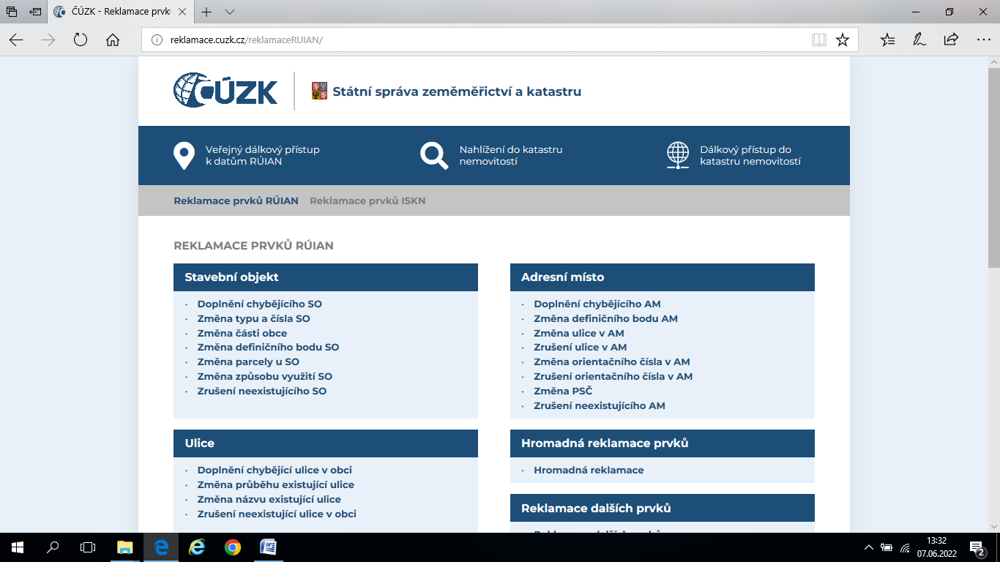 ČÚZK - Reklamace prvků
reklamace.cuzk.cz/reklamaceRUIAN/
ČÚZK
Státní správa zeměměřictví a katastru
Veřejný dálkový přístup
k datům RÚIAN
Nahlížení do katastru
nemovitostí
Dálkový přístup do
katastru nemovitostí
Reklamace prvků RÚIAN
Reklamace prvků ISKN
REKLAMACE PRVKŮ RÚIAN
Stavební objekt
· Doplnění chybějícího SO
· Změna typu a čísla SO
· Změna části obce
· Změna definičního bodu SO
· Změna parcely u SO
· Změna způsobu využití SO
· Zrušení neexistujícího SO
Adresní místo
· Doplnění chybějícího AM
· Změna definičního bodu AM
· Změna ulice v AM
· Zrušení ulice v AM
· Změna orientačního čísla v AM
· Zrušení orientačního čísla v AM
· Změna PSČ
· Zrušení neexistujícího AM
Ulice
· Doplnění chybějící ulice v obci
· Změna průběhu existující ulice
· Změna názvu existující ulice
· Zrušení neexistující ulice v obci
Hromadná reklamace prvků
· Hromadná reklamace
Reklamace dalších prvků
13:32
07.06.2022
2